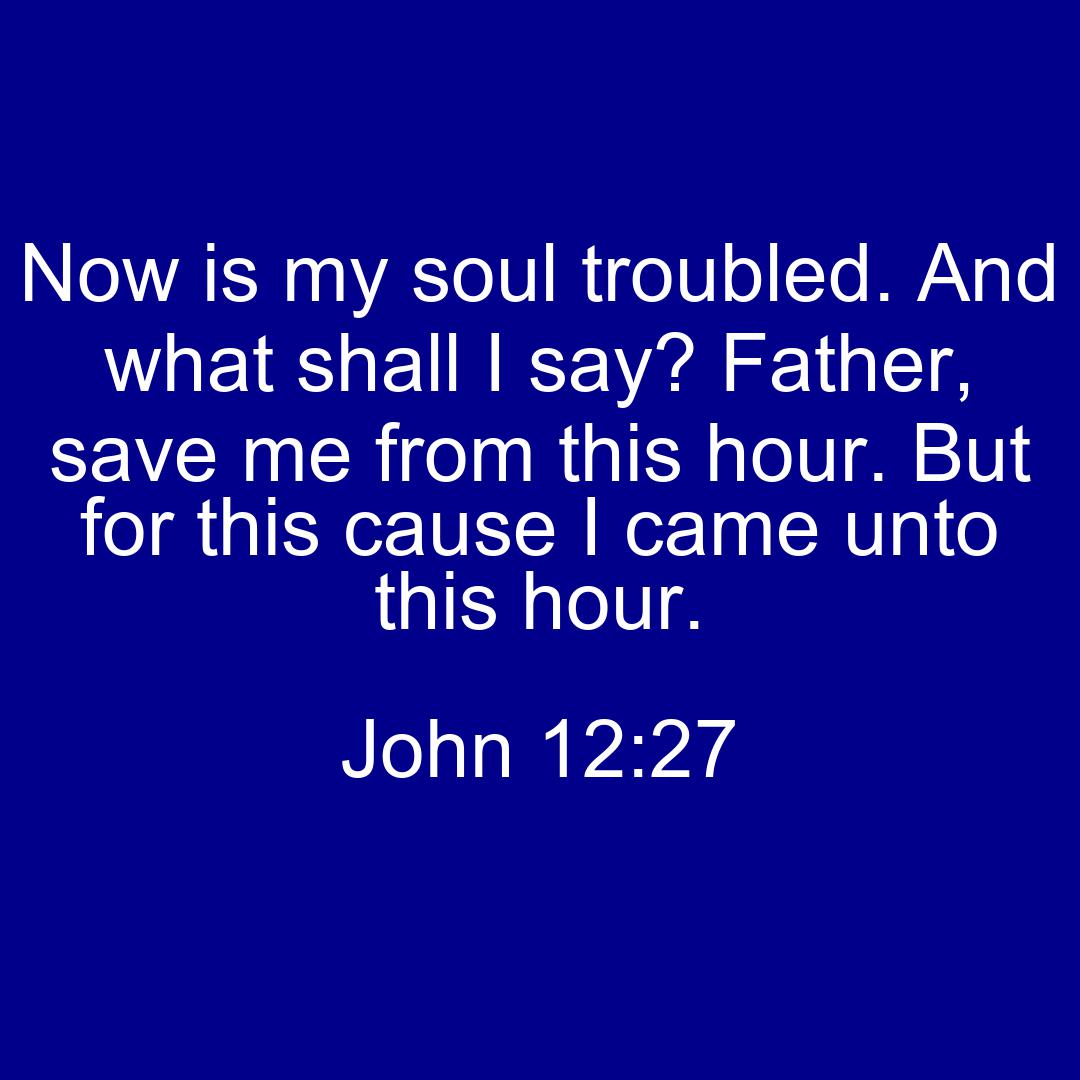 Now is my soul troubled. And
what shall I say? Father,
save me from this hour. But
for this cause I came unto
this hour.
John 12:27